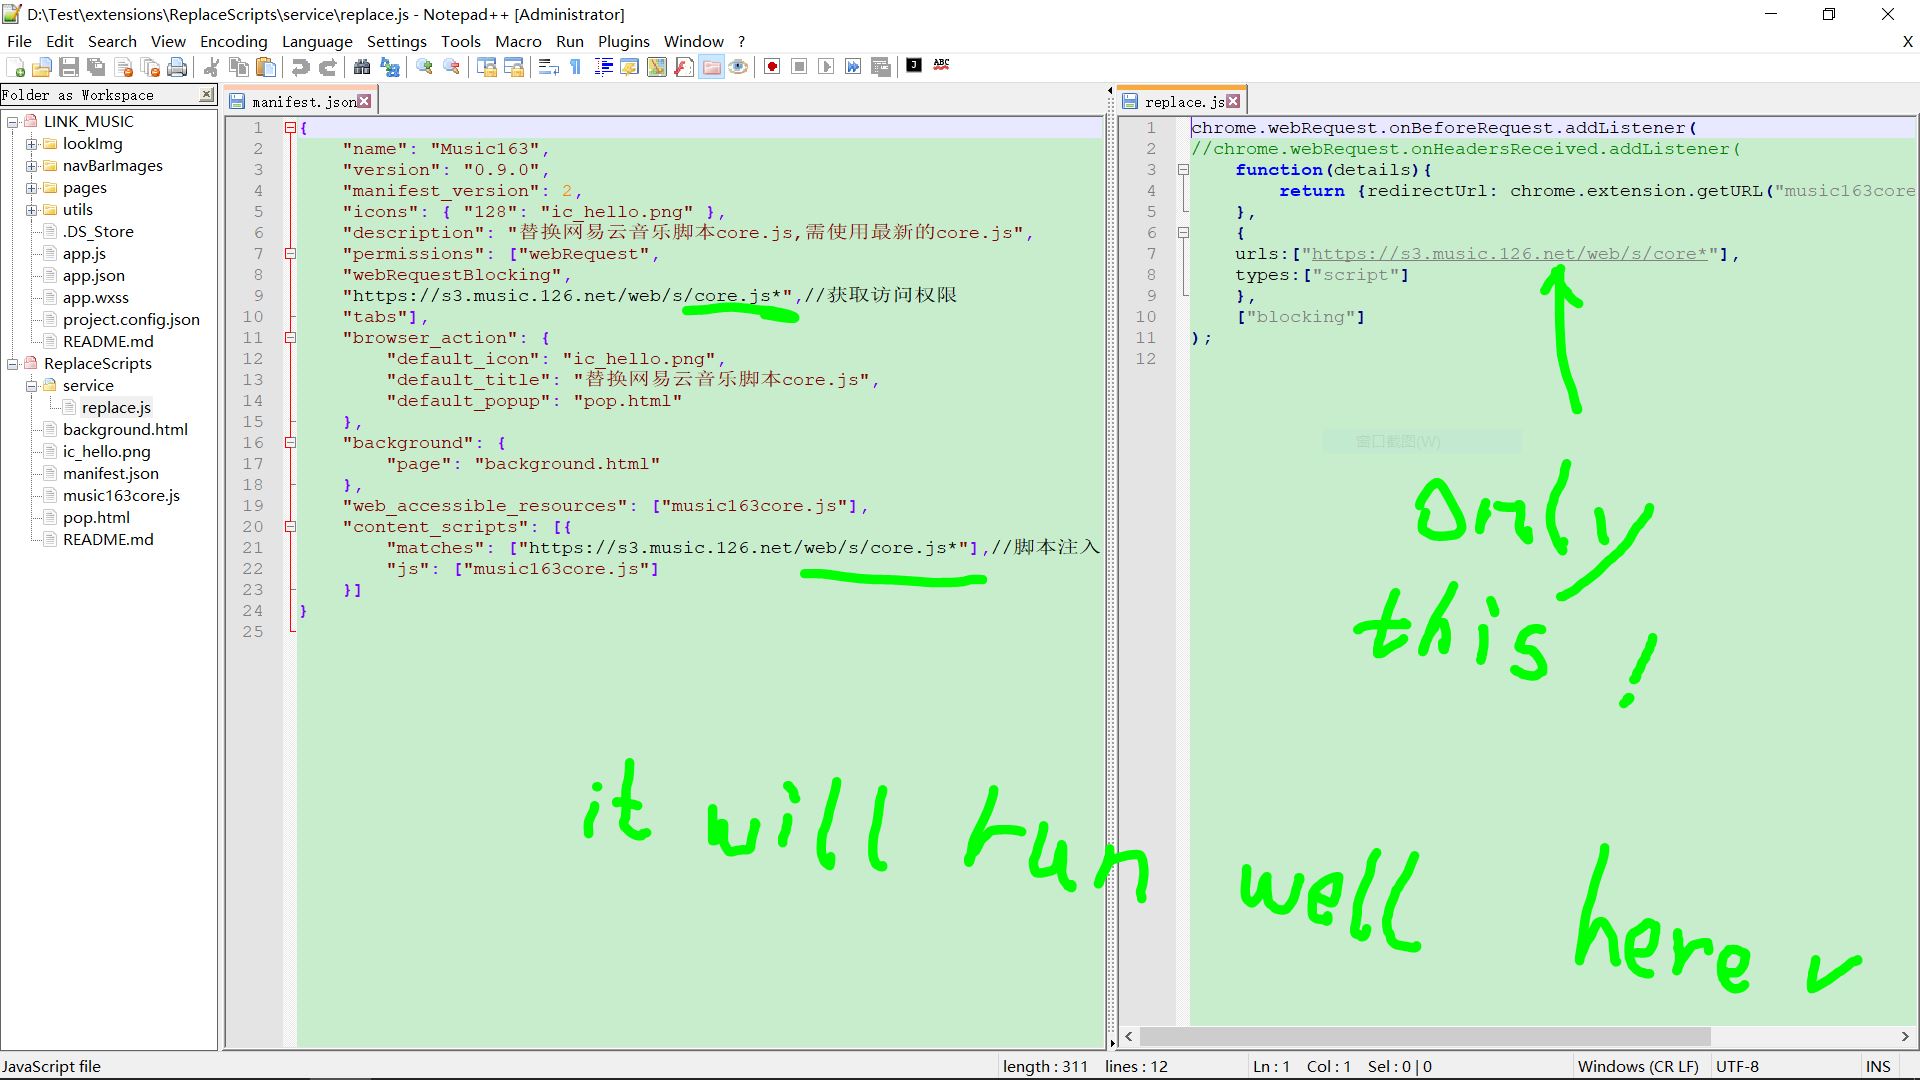 D:\Test\extensions\ReplaceScripts\service\replace.js - Notepad++ [Administrator]
File Edit Search View Encoding Language Settings Tools Macro Run Plugins Window ? X
Folder as Workspace
LINK_MUSIC
lookImg
navBarImages
pages
utils
.DS_Store
app.js
app.json
app.wxss
project.config.json
README.md
ReplaceScripts
service
replace.js
background.html
ic_hello.png
manifest.json
music163core.js
pop.html
README.md
manifest.json
1 {
2 "name": "Music163",
3 "version": "0.9.0",
4 "manifest_version": 2,
5 "icons": { "128": "ic_hello.png" },
6 "description": "替换网易云音乐脚本core.js,需使用最新的core.js",
7 "permissions": ["webRequest",
8 "webRequestBlocking",
9 "https://s3.music.126.net/web/s/core.js*",//获取访问权限
10 "tabs"],
11 "browser_action": {
12 "default_icon": "ic_hello.png",
13 "default_title": "替换网易云音乐脚本core.js",
14 "default_popup": "pop.html"
15 },
16 "background": {
17 "page": "background.html"
18 },
19 "web_accessible_resources": ["music163core.js"],
20 "content_scripts": [{
21 "matches": ["https://s3.music.126.net/web/s/core.js*"],//脚本注入
22 "js": ["music163core.js"]
23 }]
24 }
25
replace.js
1 chrome.webRequest.onBeforeRequest.addListener(
2 //chrome.webRequest.onHeadersReceived.addListener(
3 function(details){
4 return {redirectUrl: chrome.extension.getURL("music163core
5 },
6 {
7 urls:["https://s3.music.126.net/web/s/core*"],
8 types:["script"]
9 },
10 ["blocking"]
11 );
12
窗口截图(W)
only
this !
it will run well here
JavaScript file length : 311 lines : 12 Ln : 1 Col : 1 Sel : 0 | 0 Windows (CR LF) UTF-8 INS